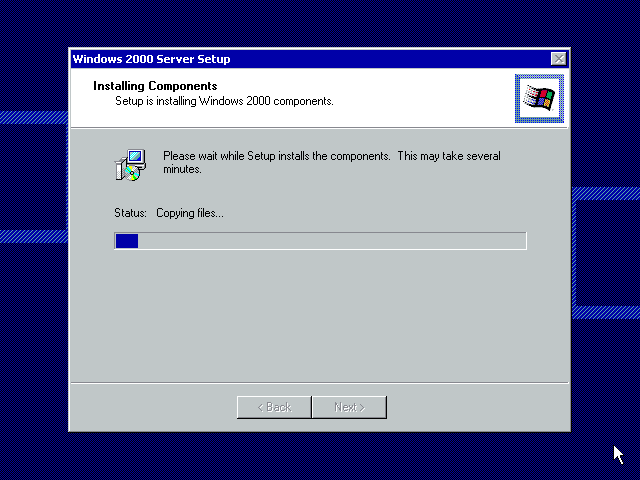 Windows 2000 Server Setup
Installing Components
Setup is installing Windows 2000 components.
Please wait while Setup installs the components. This may take several
minutes.
Status: Copying files...
< Back Next >